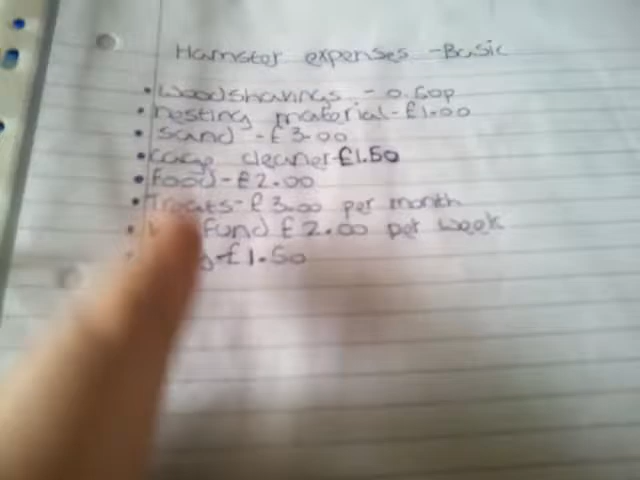 Hamster expenses - Basic
• Woodshavings - 0.60p
• nesting material - £1.00
• Sand - £3.00
• cage cleaner - £1.50
• Food - £2.00
• Treats - £3.00 per month
• fund £2.00 per week
• - £1.50